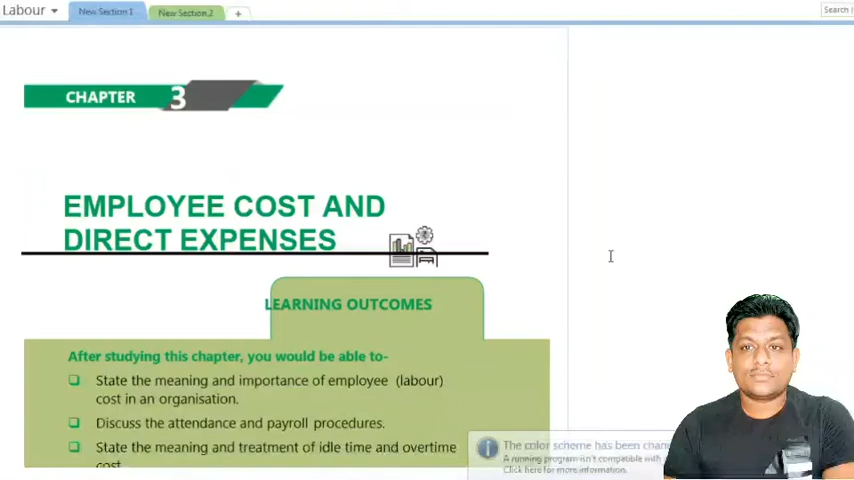 Labour
New Section 1
New Section 2
+
Search
CHAPTER 3
EMPLOYEE COST AND
DIRECT EXPENSES
LEARNING OUTCOMES
After studying this chapter, you would be able to-
State the meaning and importance of employee (labour)
cost in an organisation.
Discuss the attendance and payroll procedures.
State the meaning and treatment of idle time and overtime
cost
The color scheme has been chan
A running program isn't compatible with
Click here for more information.